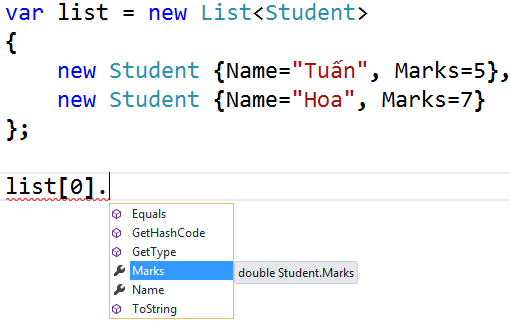 var list = new List<Student>
{
    new Student {Name="Tuấn", Marks=5},
    new Student {Name="Hoa", Marks=7}
};
list[0].
Equals
GetHashCode
GetType
Marks double Student.Marks
Name
ToString